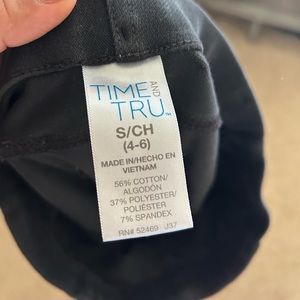 TIME AND
TRU™
S/CH
(4-6)
MADE IN/HECHO EN
VIETNAM
56% COTTON/
ALGODÓN
37% POLYESTER/
POLIÉSTER
7% SPANDEX
RN# 52469 J37